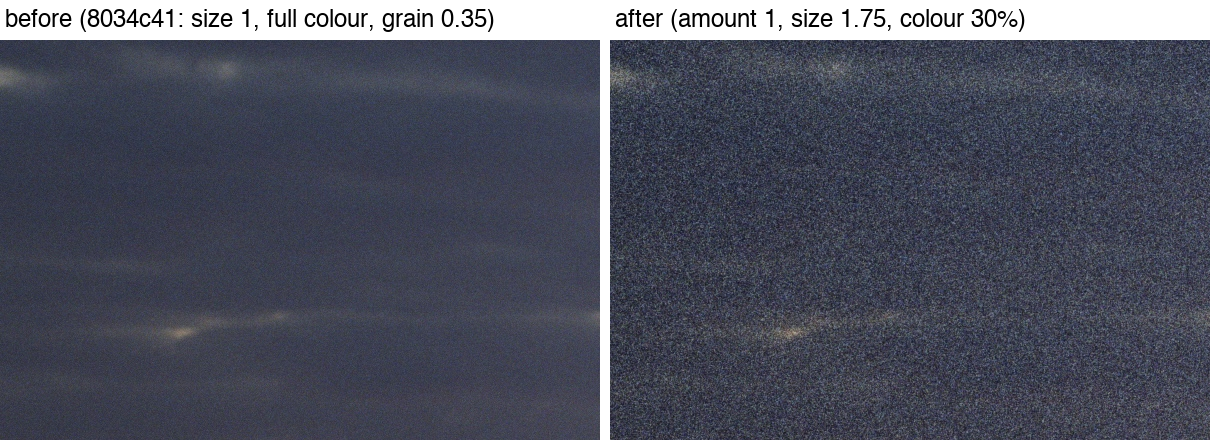 before (8034c41: size 1, full colour, grain 0.35)
after (amount 1, size 1.75, colour 30%)